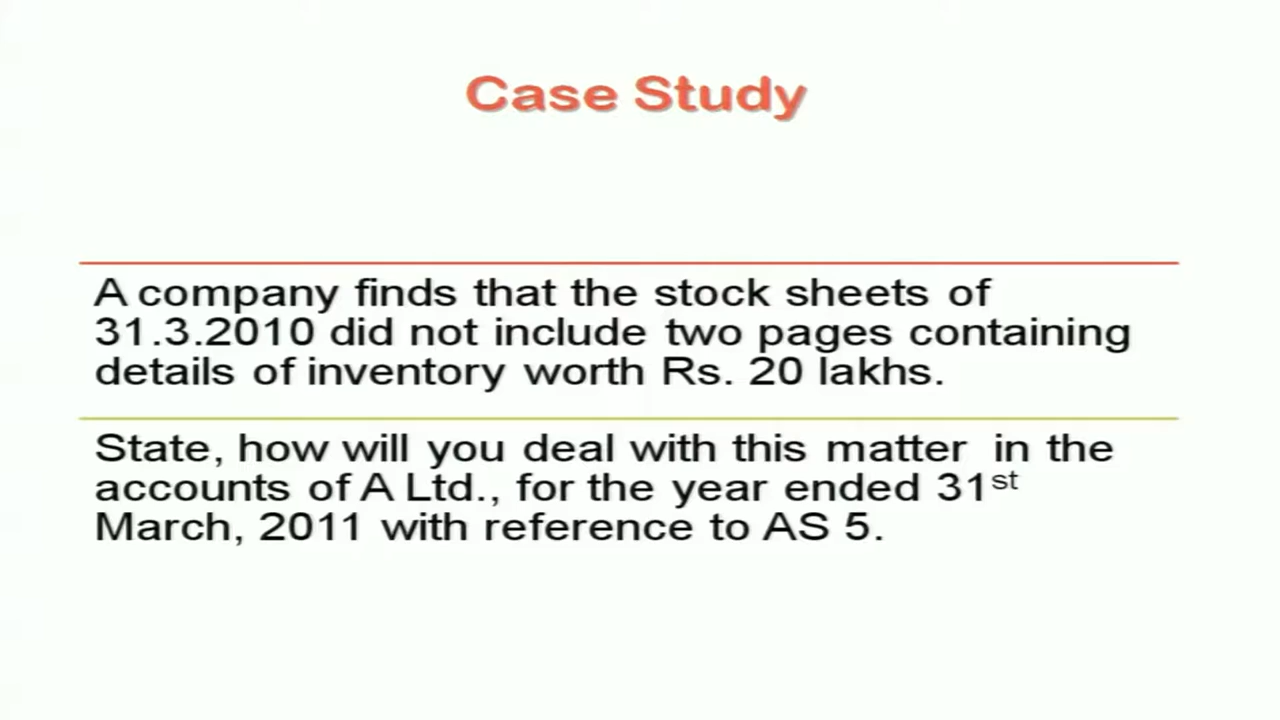 Case Study
A company finds that the stock sheets of
31.3.2010 did not include two pages containing
details of inventory worth Rs. 20 lakhs.
State, how will you deal with this matter in the
accounts of A Ltd., for the year ended 31st
March, 2011 with reference to AS 5.